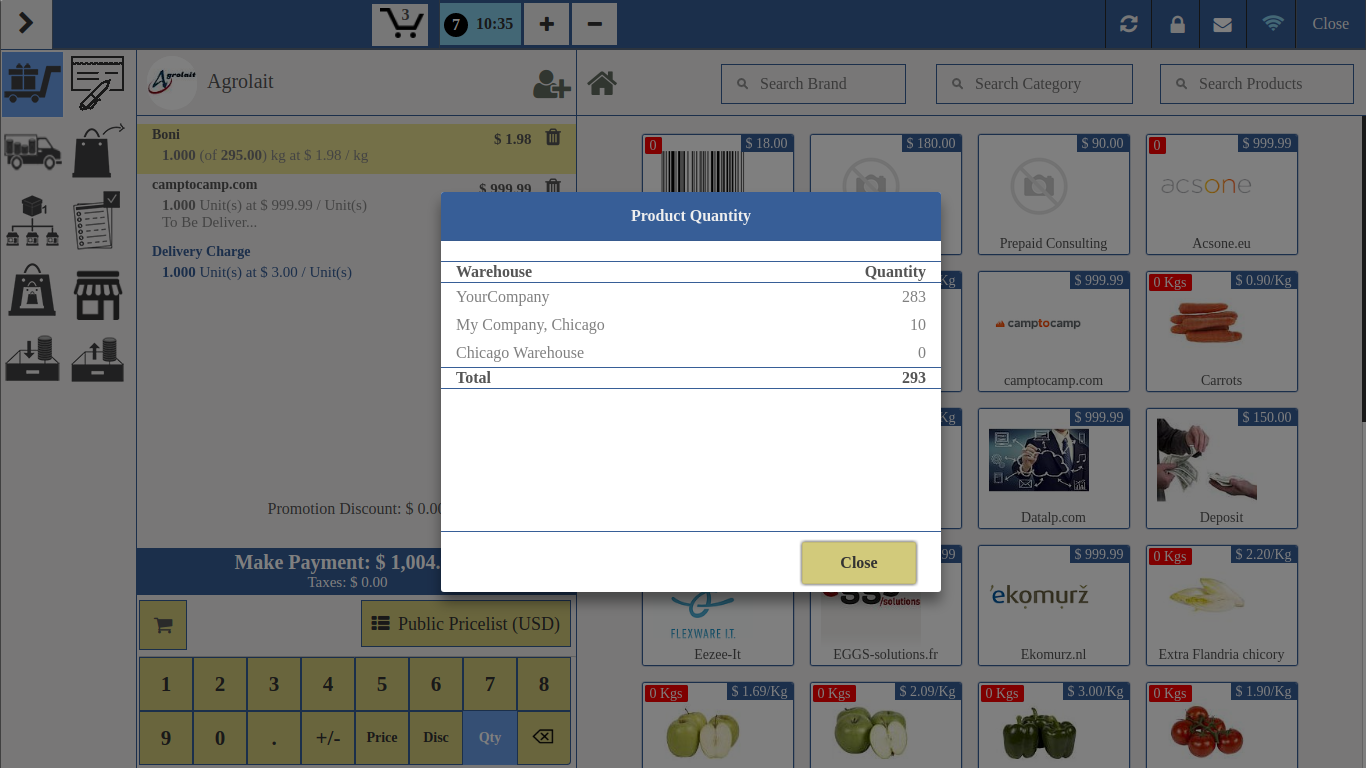 3
7 10:35 + −
Close
Agrolait
Agrolait
Search Brand
Search Category
Search Products
Boni
$ 1.98
1.000 (of 295.00) kg at $ 1.98 / kg
camptocamp.com
$ 999.99
1.000 Unit(s) at $ 999.99 / Unit(s)
To Be Deliver...
Delivery Charge
1.000 Unit(s) at $ 3.00 / Unit(s)
Promotion Discount: $ 0.00
Make Payment: $ 1,004.
Taxes: $ 0.00
Public Pricelist (USD)
1 2 3 4 5 6 7 8
9 0 . +/- Price Disc Qty
Product Quantity
Warehouse Quantity
YourCompany 283
My Company, Chicago 10
Chicago Warehouse 0
Total 293
Close
0 $ 18.00
$ 180.00
$ 90.00
Prepaid Consulting
0 $ 999.99
acsone
Acsone.eu
Kg
$ 999.99
camptocamp
camptocamp.com
0 Kgs $ 0.90/Kg
Carrots
Kg
$ 999.99
Datalp.com
$ 150.00
Deposit
FLEXWARE I.T.
Eezee-It
99
/solutions
EGGS-solutions.fr
$ 999.99
ekomurž
Ekomurz.nl
0 Kgs $ 2.20/Kg
Extra Flandria chicory
0 Kgs $ 1.69/Kg
0 Kgs $ 2.09/Kg
0 Kgs $ 3.00/Kg
0 Kgs $ 1.90/Kg